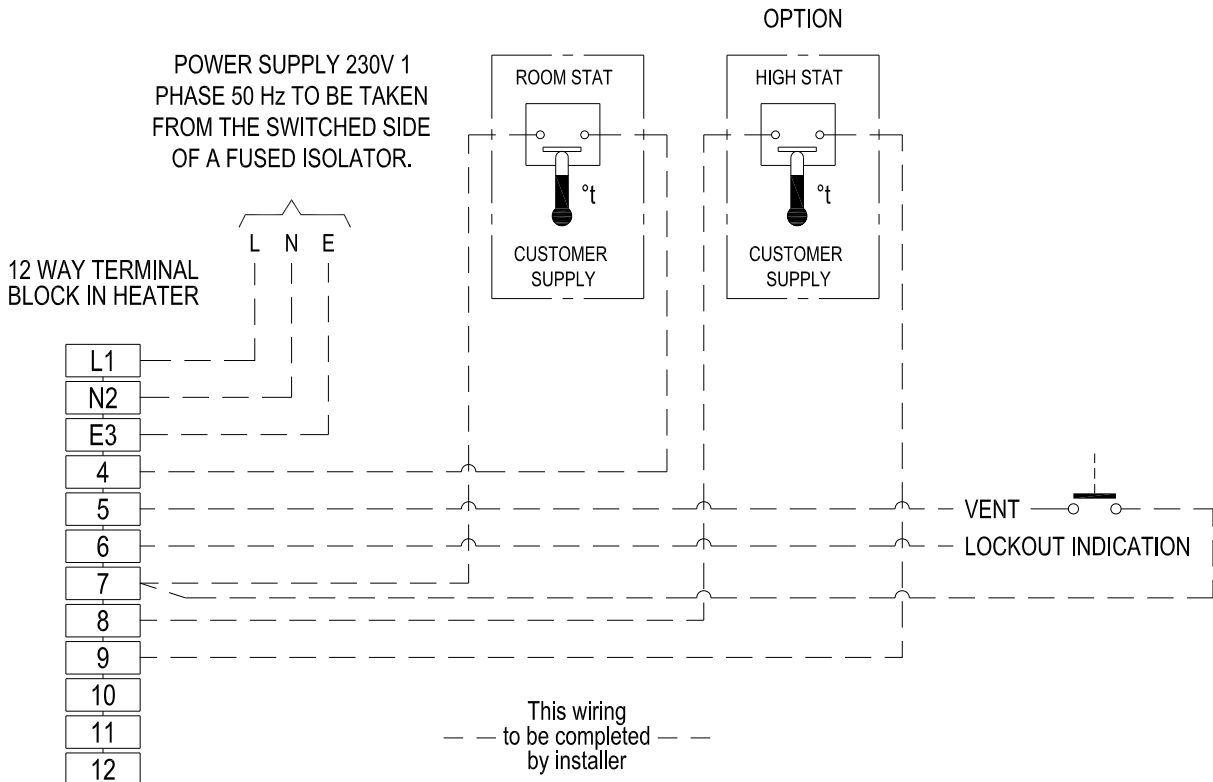 OPTION
POWER SUPPLY 230V 1
PHASE 50 Hz TO BE TAKEN
FROM THE SWITCHED SIDE
OF A FUSED ISOLATOR.
ROOM STAT
HIGH STAT
°t
°t
CUSTOMER
SUPPLY
CUSTOMER
SUPPLY
L N E
12 WAY TERMINAL
BLOCK IN HEATER
L1
N2
E3
4
5
VENT
6
LOCKOUT INDICATION
7
8
9
10
11
12
This wiring
to be completed
by installer